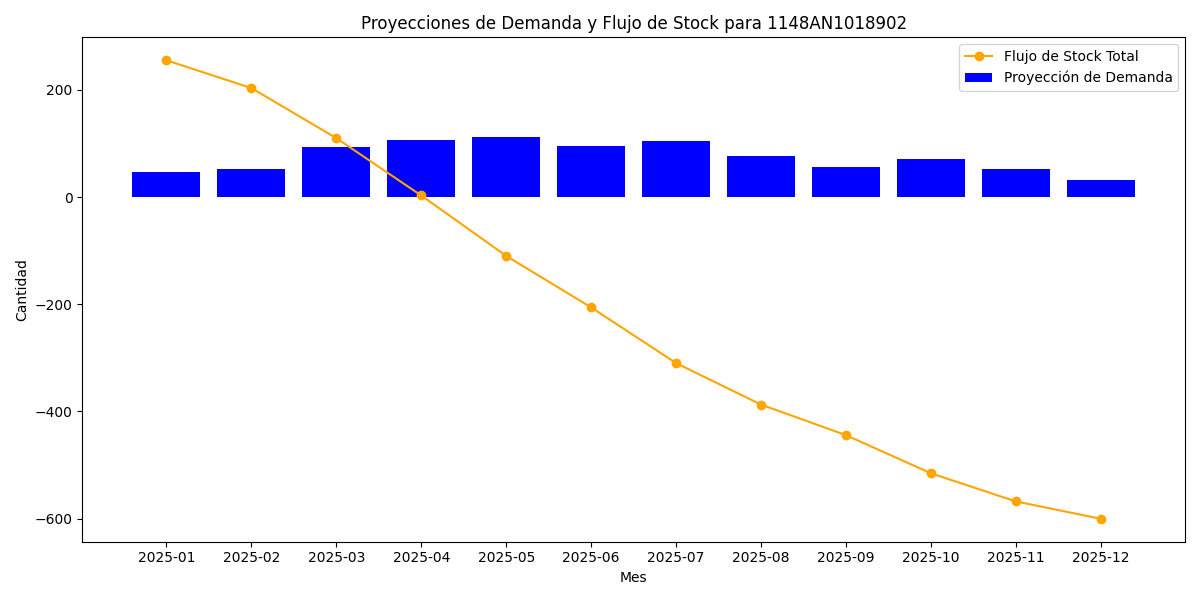 Proyecciones de Demanda y Flujo de Stock para 1148AN1018902
Flujo de Stock Total
Proyección de Demanda
Cantidad
200
0
−200
−400
−600
2025-01 2025-02 2025-03 2025-04 2025-05 2025-06 2025-07 2025-08 2025-09 2025-10 2025-11 2025-12
Mes